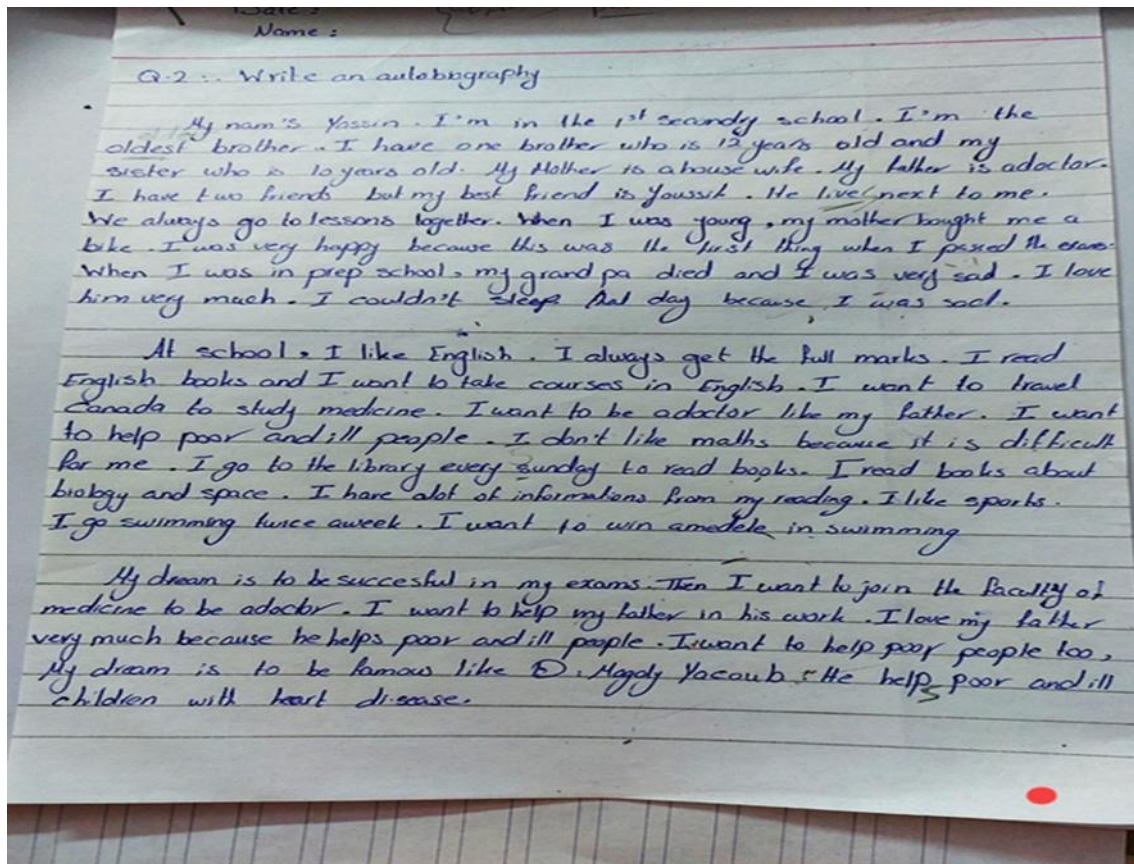 Date :
Name :
Q.2 :. Write an autobiography
My nam's Yassin. I'm in the 1st secondy school. I'm the
oldest brother. I have one brother who is 12 years old and my
sister who is 10 years old. My Mother is a house wife. My father is adoctor.
I have two friends but my best friend is Youssif. He live next to me.
We always go to lessons together. When I was young, my mother bought me a
bike. I was very happy because this was the first thing when I passed the exams.
When I was in prep school, my grand pa died and I was very sad. I love
him very much. I couldn't sleep that day because, I was sad.
At school, I like English. I always get the full marks. I read
English books and I want to take courses in English. I want to travel
Canada to study medicine. I want to be adoctor like my father. I want
to help poor and ill people. I don't like maths because it is difficult
for me. I go to the library every sunday to read books. I read books about
biology and space. I have alot of informations from my reading. I like sports.
I go swimming twice aweek. I want to win amedele in swimming
My dream is to be succesful in my exams. Then I want to join the faculty of
medicine to be adoctor. I want to help my father in his work. I love my father
very much because he helps poor and ill people. I want to help poor people too,
My dream is to be famous like D. Magdy Yacoub. He helps poor and ill
children with heart disease.